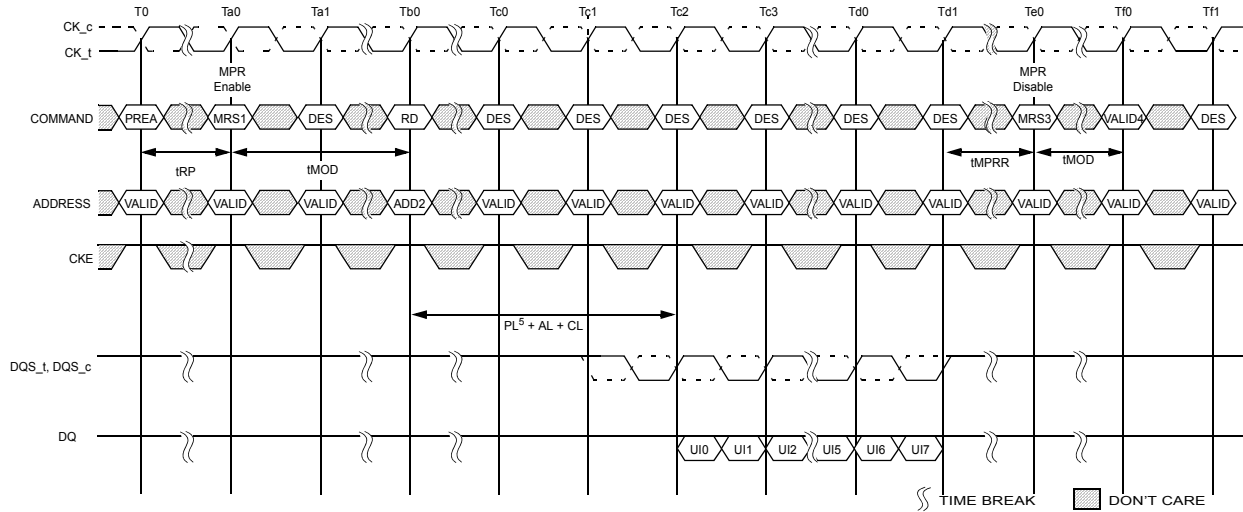 T0 Ta0 Ta1 Tb0 Tc0 Tc1 Tc2 Tc3 Td0 Td1 Te0 Tf0 Tf1
CK_c
CK_t
MPR Enable
MPR Disable
COMMAND PREA MRS1 DES RD DES DES DES DES DES DES MRS3 VALID4 DES
tRP tMOD tMPRR tMOD
ADDRESS VALID VALID VALID ADD2 VALID VALID VALID VALID VALID VALID VALID VALID VALID
CKE
PL5 + AL + CL
DQS_t, DQS_c
DQ UI0 UI1 UI2 UI5 UI6 UI7
TIME BREAK DON'T CARE